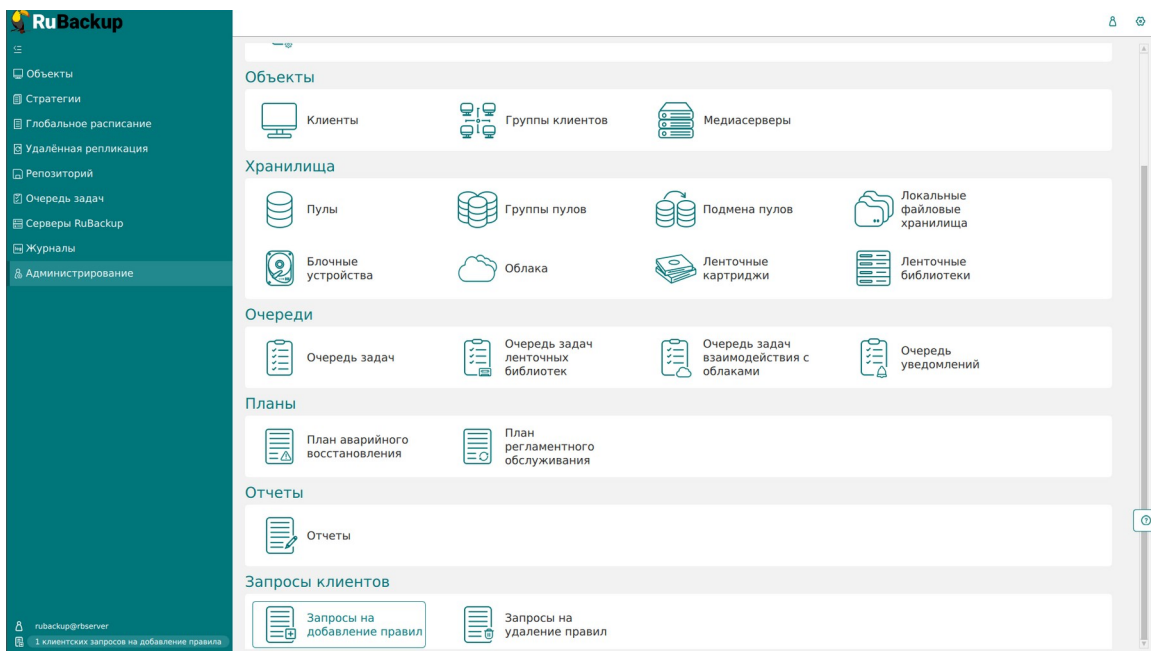 RuBackup
Объекты
Стратегии
Глобальное расписание
Удалённая репликация
Репозиторий
Очередь задач
Серверы RuBackup
Журналы
Администрирование
rubackup@rbserver
1 клиентских запросов на добавление правила
Объекты
Клиенты
Группы клиентов
Медиасерверы
Хранилища
Пулы
Группы пулов
Подмена пулов
Локальные
файловые
хранилища
Блочные
устройства
Облака
Ленточные
картриджи
Ленточные
библиотеки
Очереди
Очередь задач
Очередь задач
ленточных
библиотек
Очередь задач
взаимодействия с
облаками
Очередь
уведомлений
Планы
План аварийного
восстановления
План
регламентного
обслуживания
Отчеты
Отчеты
Запросы клиентов
Запросы на
добавление правил
Запросы на
удаление правил